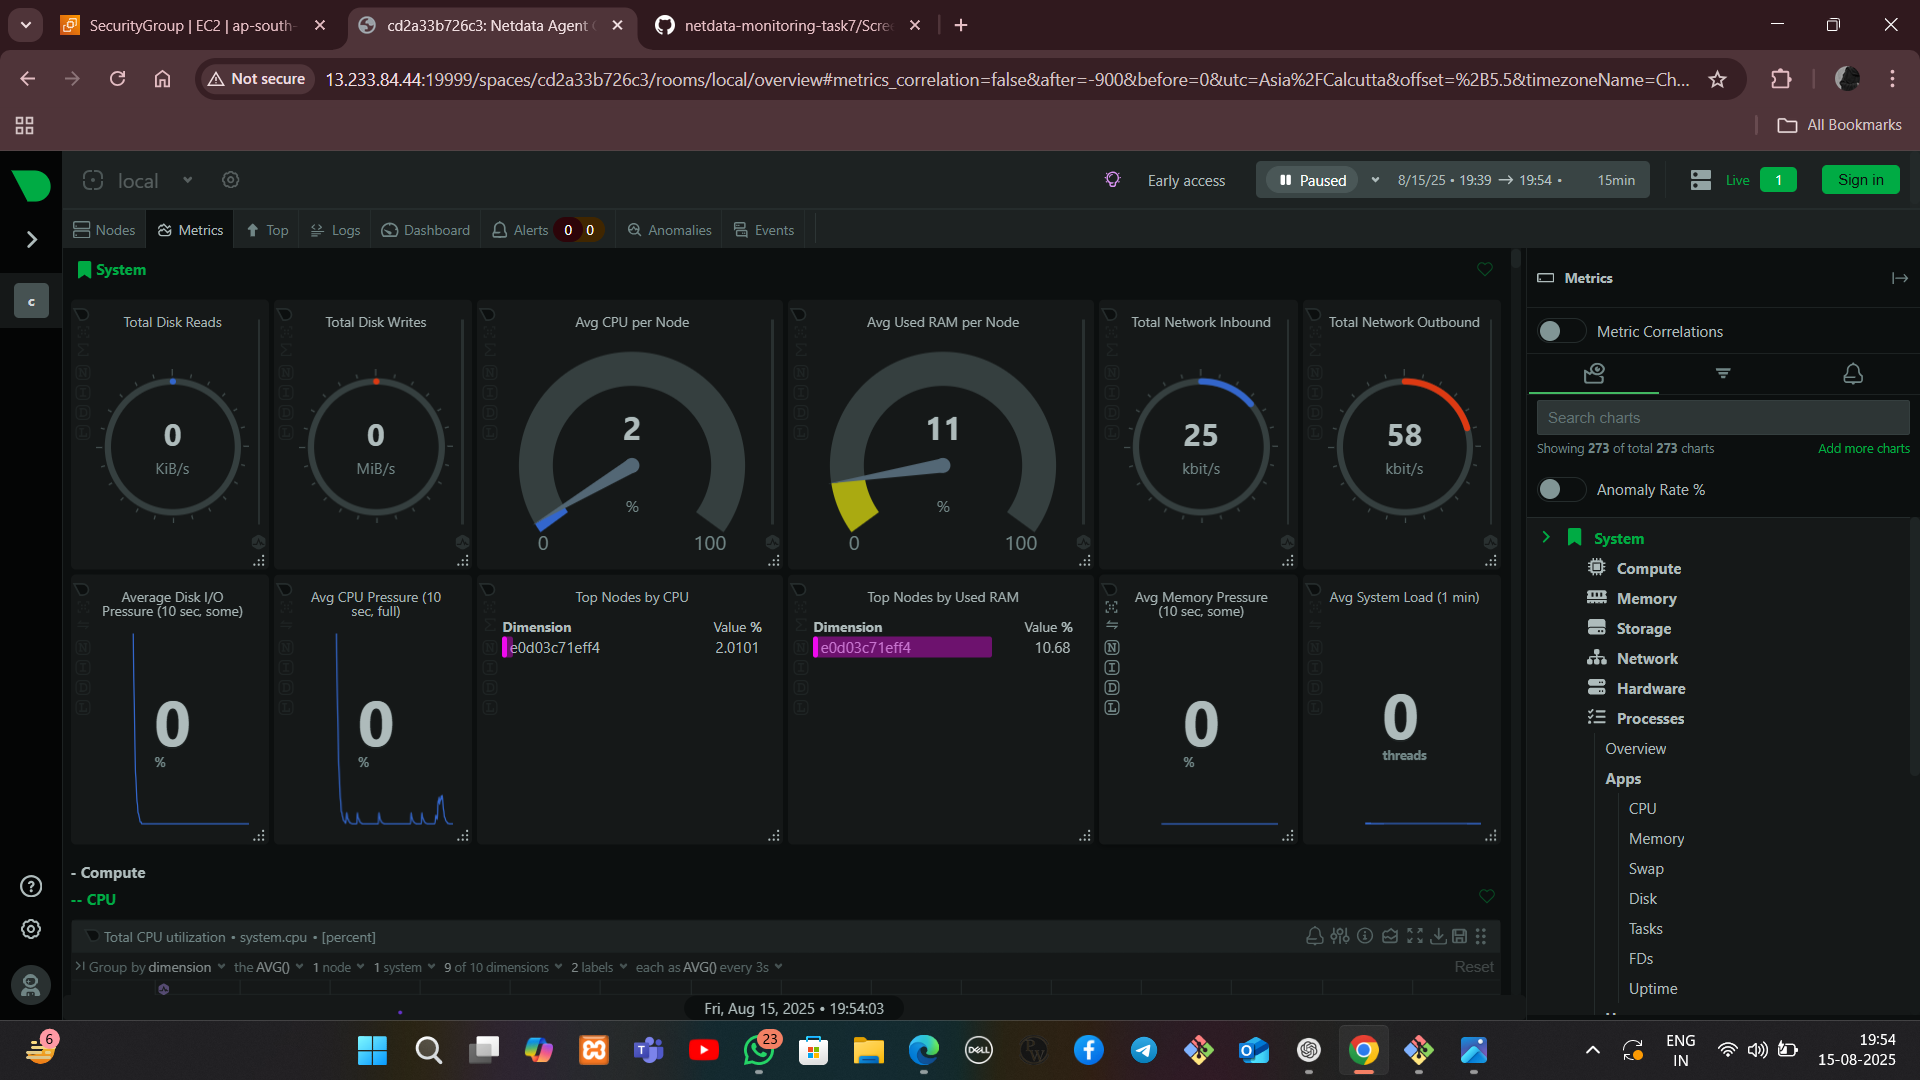 SecurityGroup | EC2 | ap-south-
cd2a33b726c3: Netdata Agent
netdata-monitoring-task7/Scre
Not secure
13.233.84.44:19999/spaces/cd2a33b726c3/rooms/local/overview#metrics_correlation=false&after=-900&before=0&utc=Asia%2FCalcutta&offset=%2B5.5&timezoneName=Ch...
All Bookmarks
local
Early access
Paused
8/15/25 • 19:39 → 19:54 •
15min
Live
1
Sign in
Nodes
Metrics
Top
Logs
Dashboard
Alerts
0
0
Anomalies
Events
c
System
Total Disk Reads
0
KiB/s
Total Disk Writes
0
MiB/s
Avg CPU per Node
2
%
0
100
Avg Used RAM per Node
11
%
0
100
Total Network Inbound
25
kbit/s
Total Network Outbound
58
kbit/s
Average Disk I/O
Pressure (10 sec, some)
0
%
Avg CPU Pressure (10
sec, full)
0
%
Top Nodes by CPU
Dimension
Value %
e0d03c71eff4
2.0101
Top Nodes by Used RAM
Dimension
Value %
e0d03c71eff4
10.68
Avg Memory Pressure
(10 sec, some)
N
I
D
L
0
%
Avg System Load (1 min)
0
threads
- Compute
-- CPU
Total CPU utilization • system.cpu • [percent]
Group by dimension
the AVG()
1 node
1 system
9 of 10 dimensions
2 labels
each as AVG() every 3s
Reset
Fri, Aug 15, 2025 • 19:54:03
Metrics
Metric Correlations
Search charts
Showing 273 of total 273 charts
Add more charts
Anomaly Rate %
System
Compute
Memory
Storage
Network
Hardware
Processes
Overview
Apps
CPU
Memory
Swap
Disk
Tasks
FDs
Uptime
6
23
DELL
PW
ENG
IN
19:54
15-08-2025